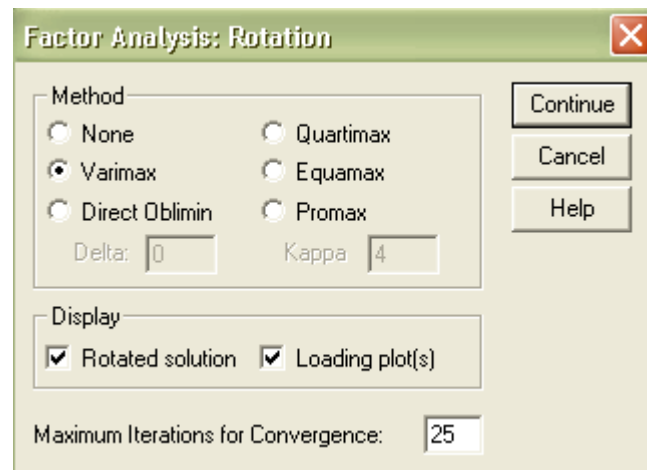 Factor Analysis: Rotation
Method
None
Quartimax
Varimax
Equamax
Direct Oblimin
Promax
Delta: 0
Kappa 4
Continue
Cancel
Help
Display
Rotated solution
Loading plot(s)
Maximum Iterations for Convergence: 25